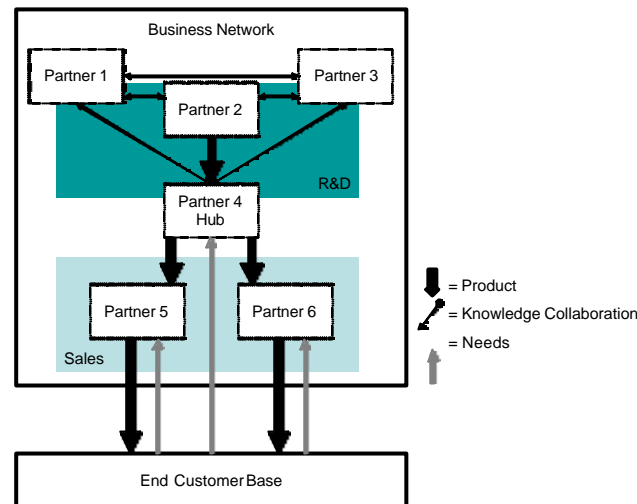 Business Network
Partner 1
Partner 3
Partner 2
R&D
Partner 4
Hub
Partner 5
Partner 6
Sales
= Product
= Knowledge Collaboration
= Needs
End Customer Base